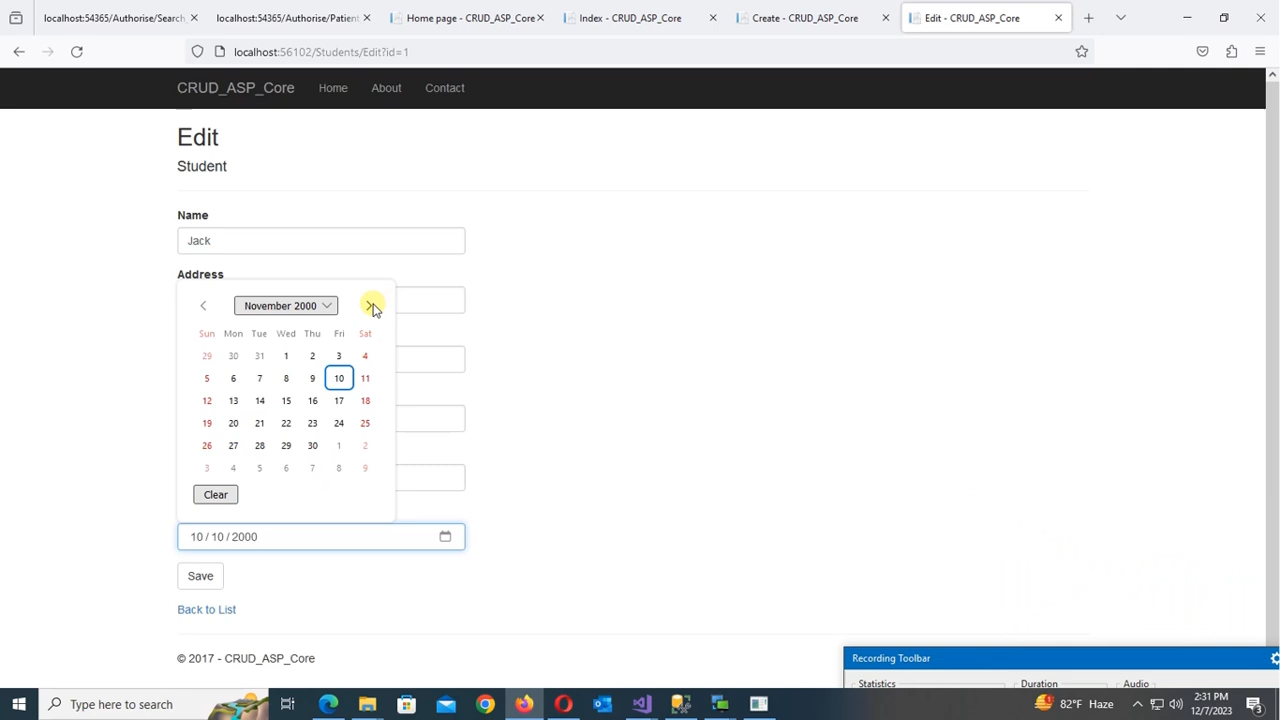 localhost:54365/Authorise/Search
localhost:54365/Authorise/Patient
Home page - CRUD_ASP_Core
Index - CRUD_ASP_Core
Create - CRUD_ASP_Core
Edit - CRUD_ASP_Core
localhost:56102/Students/Edit?id=1
CRUD_ASP_Core Home About Contact
Edit
Student
Name
Jack
Address
November 2000
Sun Mon Tue Wed Thu Fri Sat
29 30 31 1 2 3 4
5 6 7 8 9 10 11
12 13 14 15 16 17 18
19 20 21 22 23 24 25
26 27 28 29 30 1 2
3 4 5 6 7 8 9
Clear
10 / 10 / 2000
Save
Back to List
© 2017 - CRUD_ASP_Core
Recording Toolbar
Statistics Duration Audio
Type here to search
82°F Haze
2:31 PM
12/7/2023
3